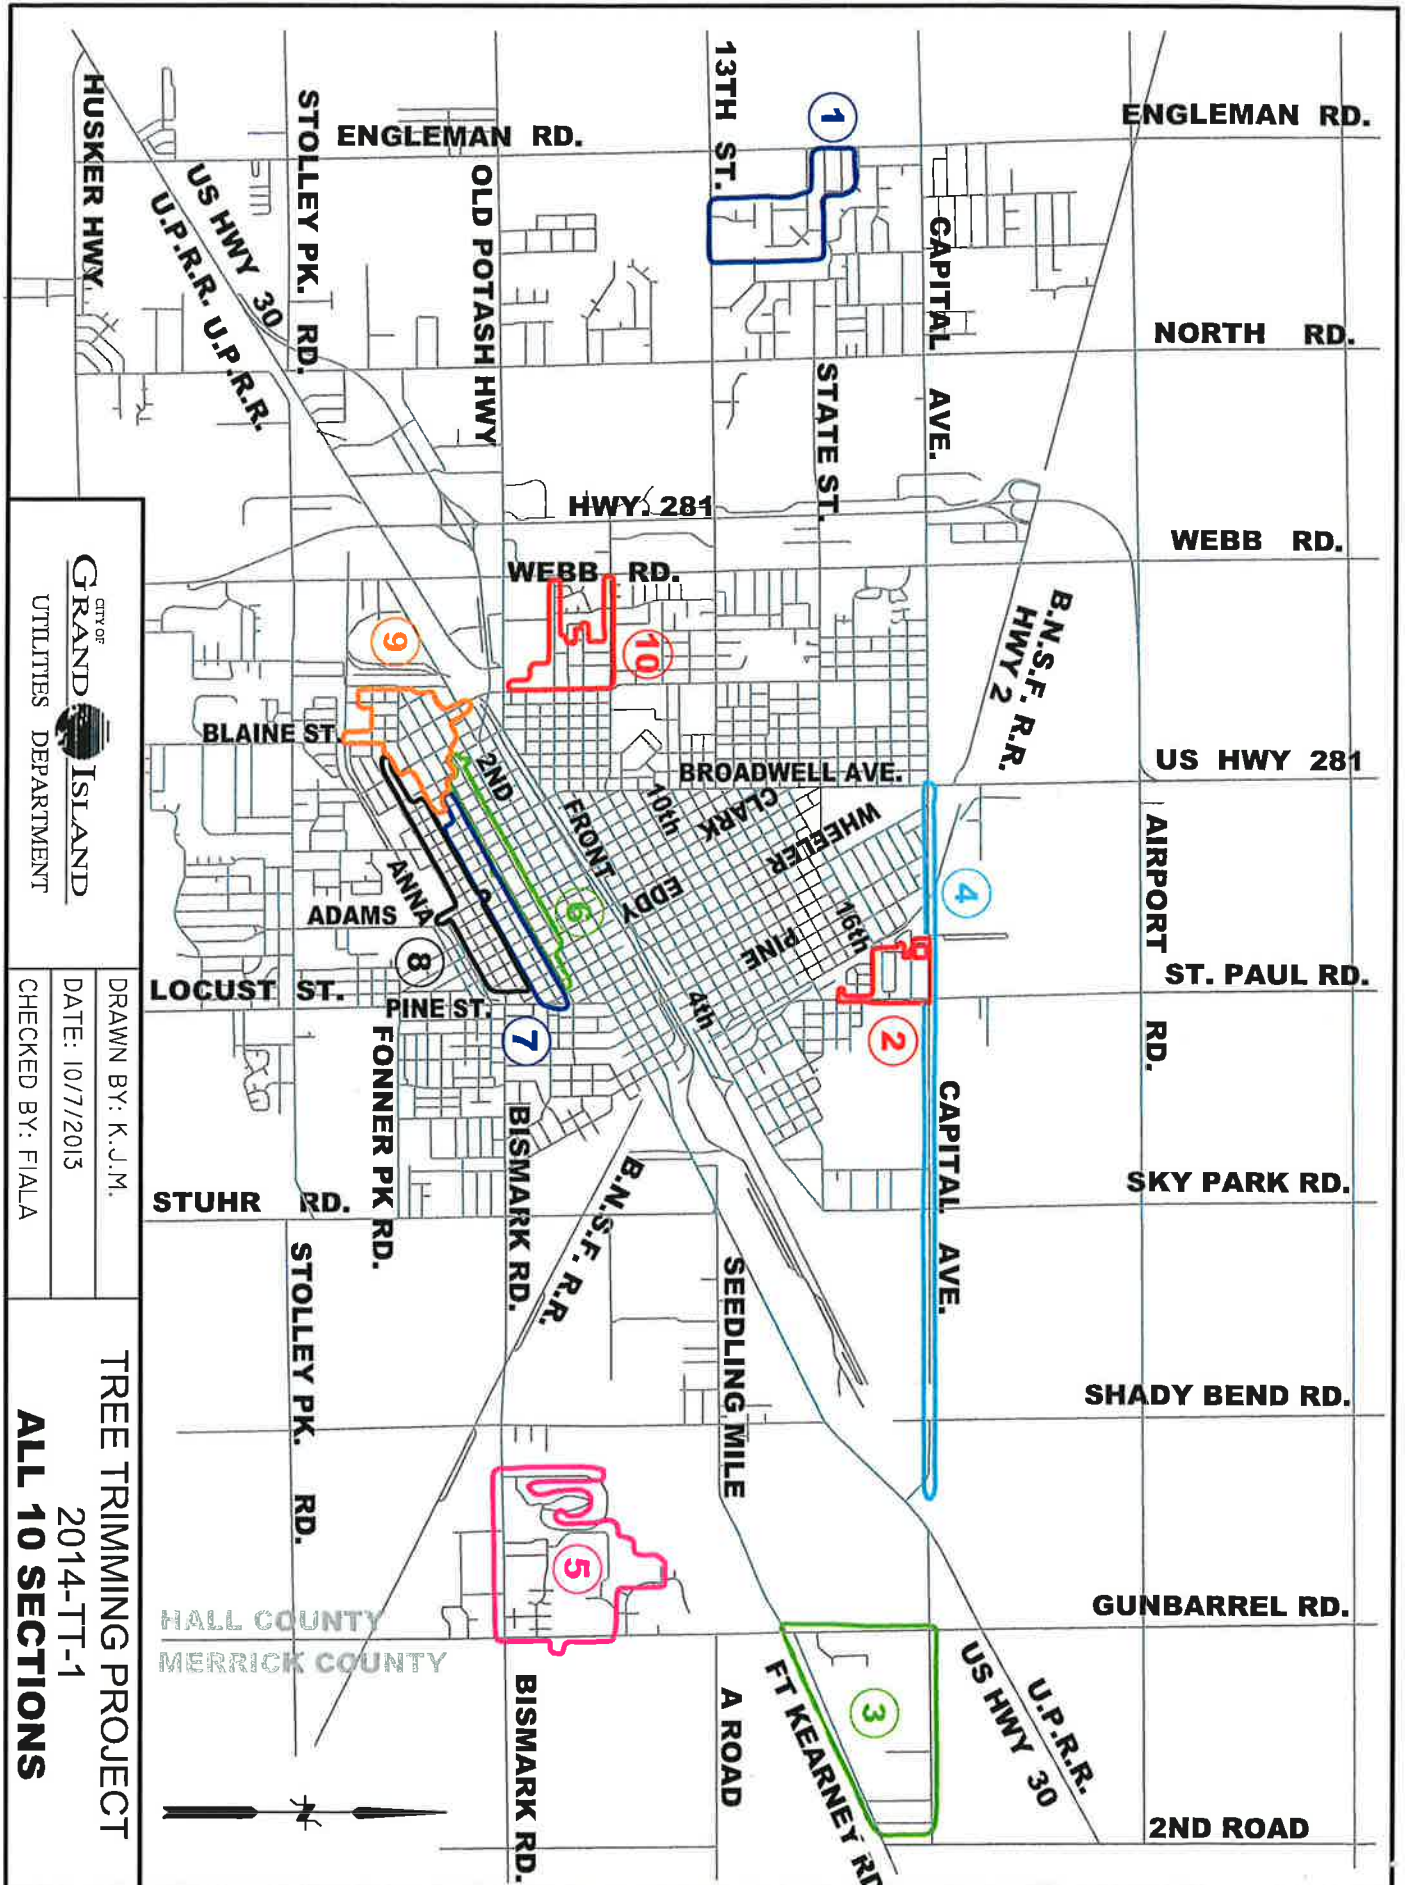 ENGLEMAN RD.
ENGLEMAN RD.
NORTH RD.
HWY. 281
WEBB RD.
WEBB RD.
US HWY 281
BROADWELL AVE.
BLAINE ST.
ADAMS
ST. PAUL RD.
LOCUST ST.
PINE ST.
SKY PARK RD.
STUHR RD.
SHADY BEND RD.
GUNBARREL RD.
2ND ROAD
HALL COUNTY
MERRICK COUNTY
AIRPORT RD.
B.N.S.F. R.R.
HWY 2
CAPITAL AVE.
CAPITAL AVE.
STATE ST.
13TH ST.
OLD POTASH HWY
STOLLEY PK. RD.
US HWY 30
U.P.R.R. U.P.R.R.
HUSKER HWY
WHEELER
CLARK
10th
EDDY
FRONT
2ND
PINE
16th
4th
ANNA
FONNER PK RD.
BISMARK RD.
B.N.S.F. R.R.
SEEDLING MILE
STOLLEY PK. RD.
U.P.R.R.
US HWY 30
FT KEARNEY RD
A ROAD
BISMARK RD.
1
2
3
4
5
6
7
8
9
10
CITY OF
GRAND ISLAND
UTILITIES DEPARTMENT
DRAWN BY: K.J.M.
DATE: 10/7/2013
CHECKED BY: FIALA
TREE TRIMMING PROJECT
2014-TT-1
ALL 10 SECTIONS